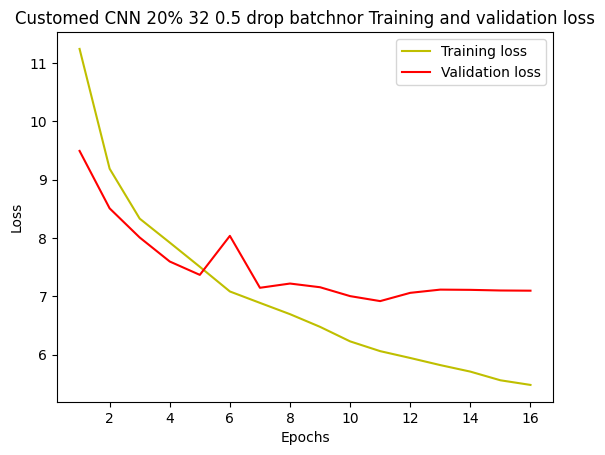 Customed CNN 20% 32 0.5 drop batchnor Training and validation loss
Training loss
Validation loss
Loss
11
10
9
8
7
6
2 4 6 8 10 12 14 16
Epochs